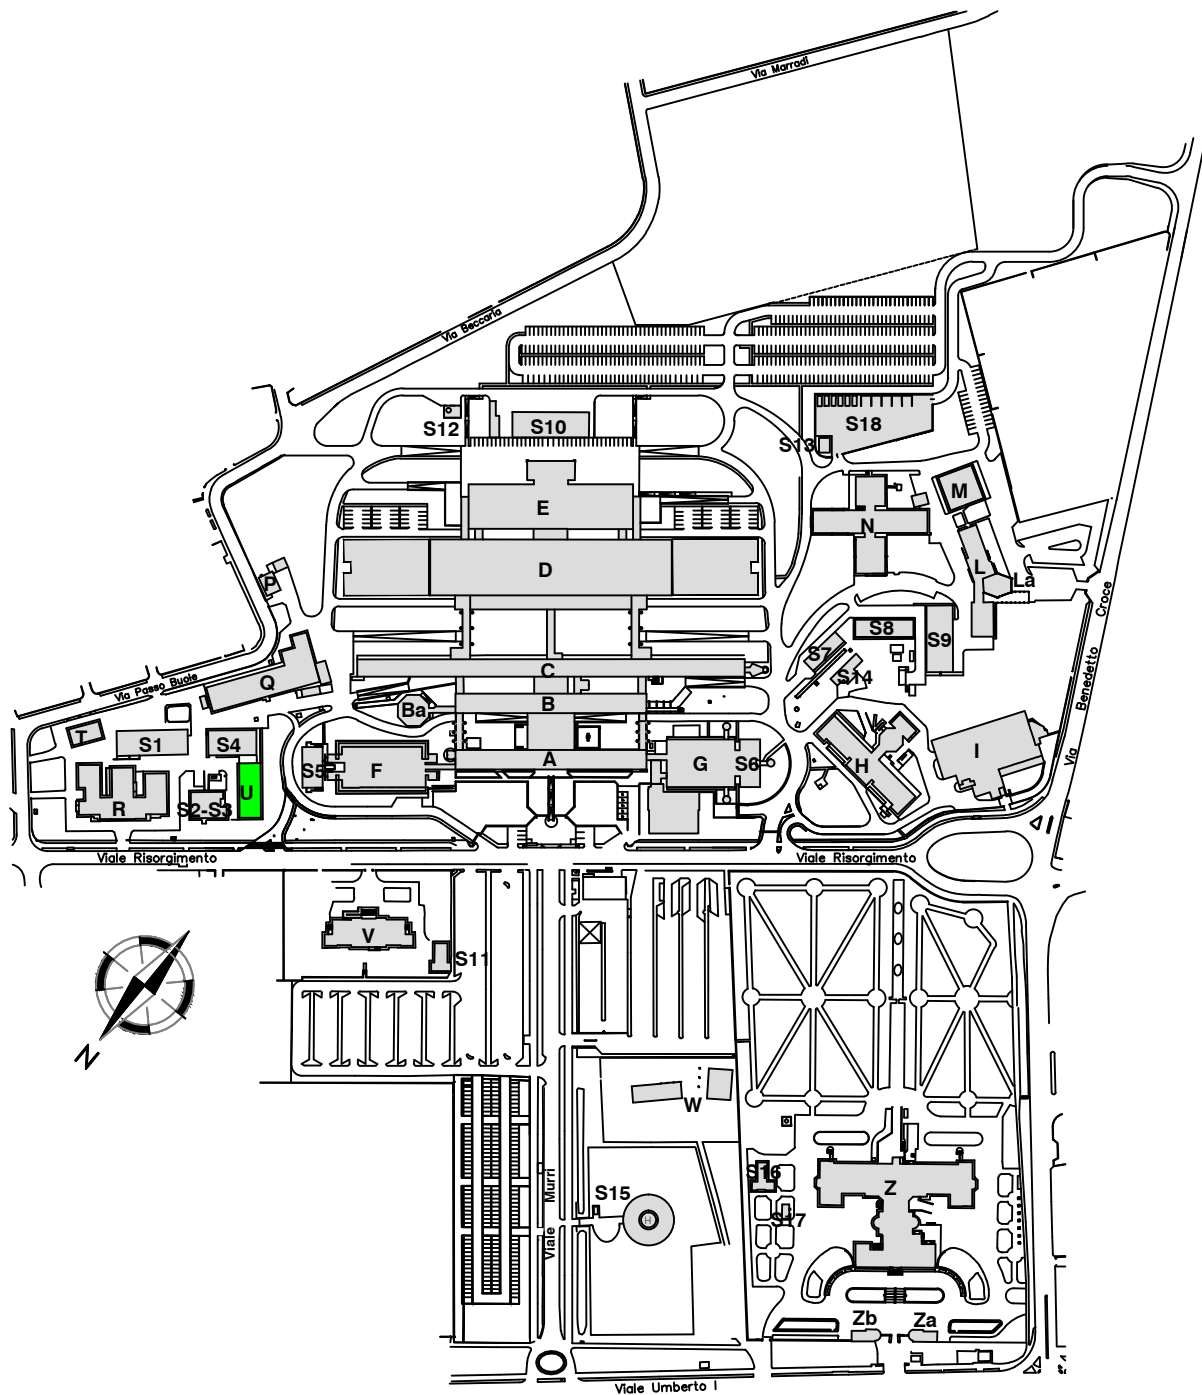 Via Marradi
Via Beccaria
S12
S10
S13
S18
E
M
N
D
L
La
P
S8
S9
S7
S14
C
Q
Via Passo Buole
B
Ba
T
S1
S4
A
S5
F
G
S6
H
I
U
R
S2-S3
Via Benedetto Croce
Viale Risorgimento
Viale Risorgimento
V
S11
N
W
S16
Z
S15
H
S17
Viale Murri
Zb
Za
Viale Umberto I